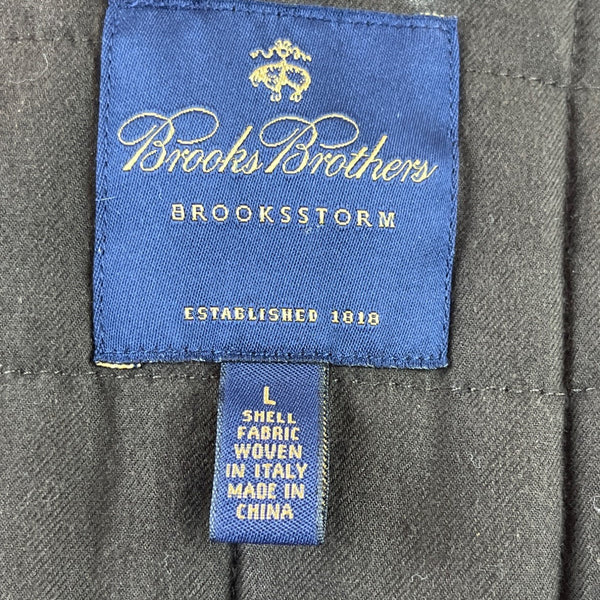 Brooks Brothers
BROOKSSTORM
ESTABLISHED 1818
L
SHELL
FABRIC
WOVEN
IN ITALY
MADE IN
CHINA